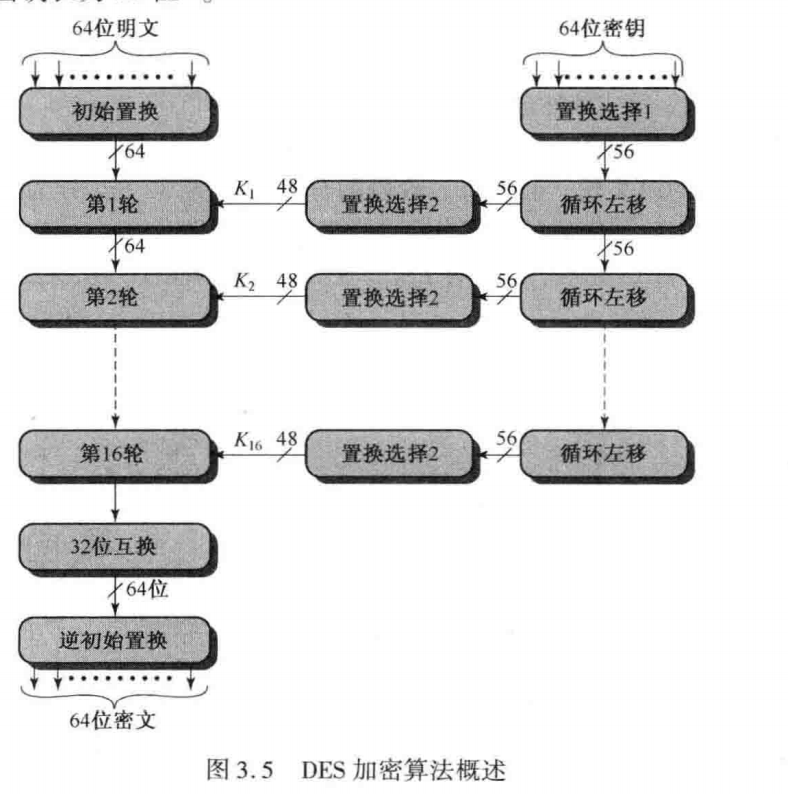 64位明文
64位密钥
初始置换
置换选择1
64
56
第1轮
K1
48
置换选择2
56
循环左移
64
56
第2轮
K2
48
置换选择2
56
循环左移
第16轮
K16
48
置换选择2
56
循环左移
32位互换
64位
逆初始置换
64位密文
图 3.5 DES 加密算法概述